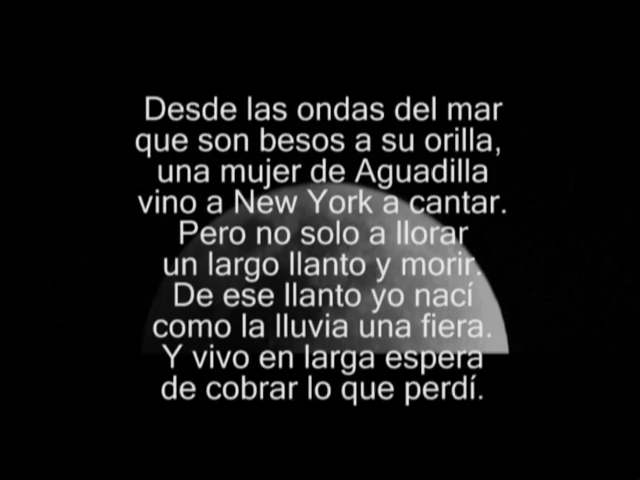 Desde las ondas del mar
que son besos a su orilla,
una mujer de Aguadilla
vino a New York a cantar.
Pero no solo a llorar
un largo llanto y morir.
De ese llanto yo nací
como la lluvia una fiera.
Y vivo en larga espera
de cobrar lo que perdí.